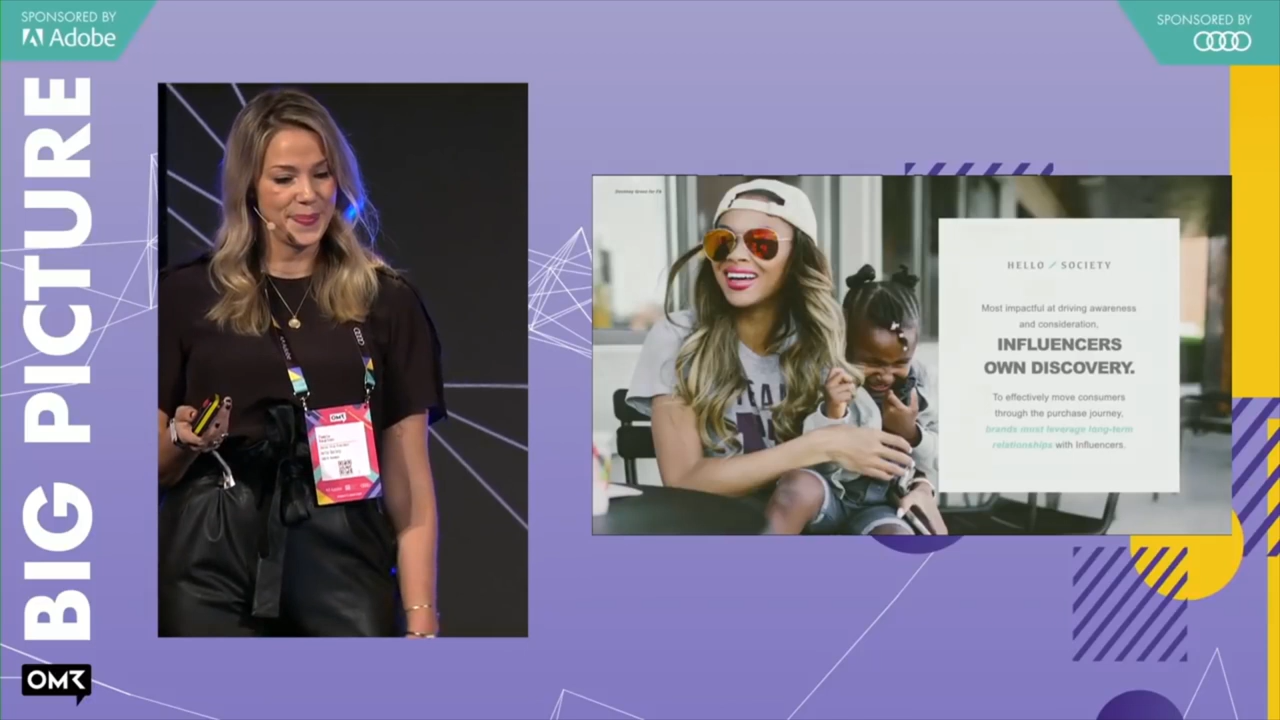 SPONSORED BY
Adobe
SPONSORED BY
BIG PICTURE
OMR
OMR
HELLO / SOCIETY
Most impactful at driving awareness
and consideration,
INFLUENCERS
OWN DISCOVERY.
To effectively move consumers
through the purchase journey,
brands must leverage long-term
relationships with Influencers.